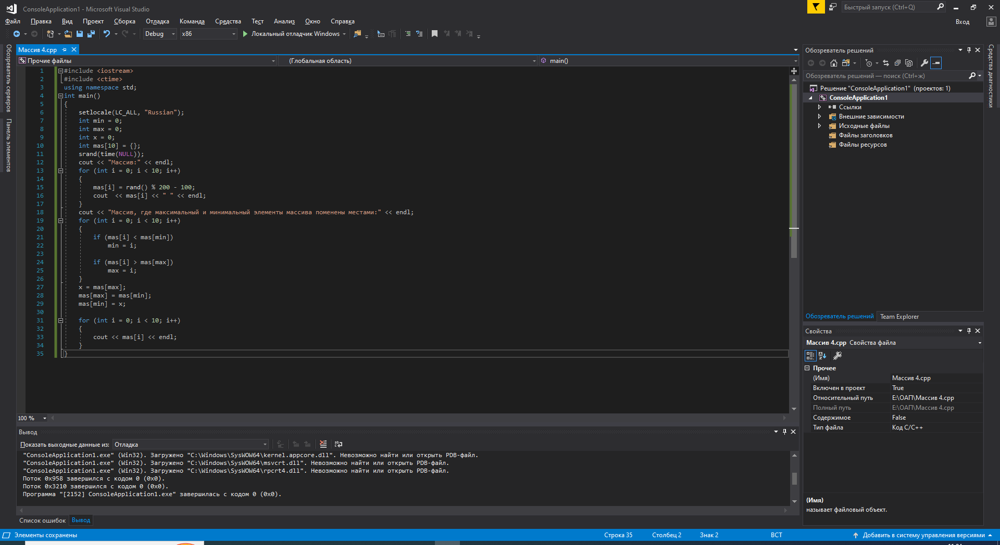 ConsoleApplication1 - Microsoft Visual Studio
Быстрый запуск (Ctrl+Q)
Файл Правка Вид Проект Сборка Отладка Команда Средства Тест Анализ Окно Справка
Вход
Debug x86 Локальный отладчик Windows
Обозреватель серверов
Панель элементов
Массив 4.cpp
Прочие файлы (Глобальная область) main()
1 #include <iostream>
2 #include <ctime>
3 using namespace std;
4 int main()
5 {
6 setlocale(LC_ALL, "Russian");
7 int min = 0;
8 int max = 0;
9 int x = 0;
10 int mas[10] = {};
11 srand(time(NULL));
12 cout << "Массив:" << endl;
13 for (int i = 0; i < 10; i++)
14 {
15 mas[i] = rand() % 200 - 100;
16 cout  << mas[i] << " " << endl;
17 }
18 cout << "Массив, где максимальный и минимальный элементы массива поменены местами:" << endl;
19 for (int i = 0; i < 10; i++)
20 {
21 if (mas[i] < mas[min])
22 min = i;
23
24 if (mas[i] > mas[max])
25 max = i;
26 }
27 x = mas[max];
28 mas[max] = mas[min];
29 mas[min] = x;
30
31 for (int i = 0; i < 10; i++)
32 {
33 cout << mas[i] << endl;
34 }
35 }
100 %
Вывод
Показать выходные данные из: Отладка
"ConsoleApplication1.exe" (Win32). Загружено "C:\Windows\SysWOW64\kernel.appcore.dll". Невозможно найти или открыть PDB-файл.
"ConsoleApplication1.exe" (Win32). Загружено "C:\Windows\SysWOW64\msvcrt.dll". Невозможно найти или открыть PDB-файл.
"ConsoleApplication1.exe" (Win32). Загружено "C:\Windows\SysWOW64\rpcrt4.dll". Невозможно найти или открыть PDB-файл.
Поток 0x958 завершился с кодом 0 (0x0).
Поток 0x3210 завершился с кодом 0 (0x0).
Программа "[2152] ConsoleApplication1.exe" завершилась с кодом 0 (0x0).
Список ошибок Вывод
Обозреватель решений
Обозреватель решений — поиск (Ctrl+ж)
Решение "ConsoleApplication1" (проектов: 1)
ConsoleApplication1
Ссылки
Внешние зависимости
Исходные файлы
Файлы заголовков
Файлы ресурсов
Обозреватель решений Team Explorer
Свойства
Массив 4.cpp Свойства файла
Прочее
(Имя) Массив 4.cpp
Включен в проект True
Относительный путь E:\ОАП\Массив 4.cpp
Полный путь E:\ОАП\Массив 4.cpp
Содержимое False
Тип файла Код C/C++
(Имя)
называет файловый объект.
Средства диагностики
Элементы сохранены Строка 35 Столбец 2 Знак 2 ВСТ Добавить в систему управления версиями